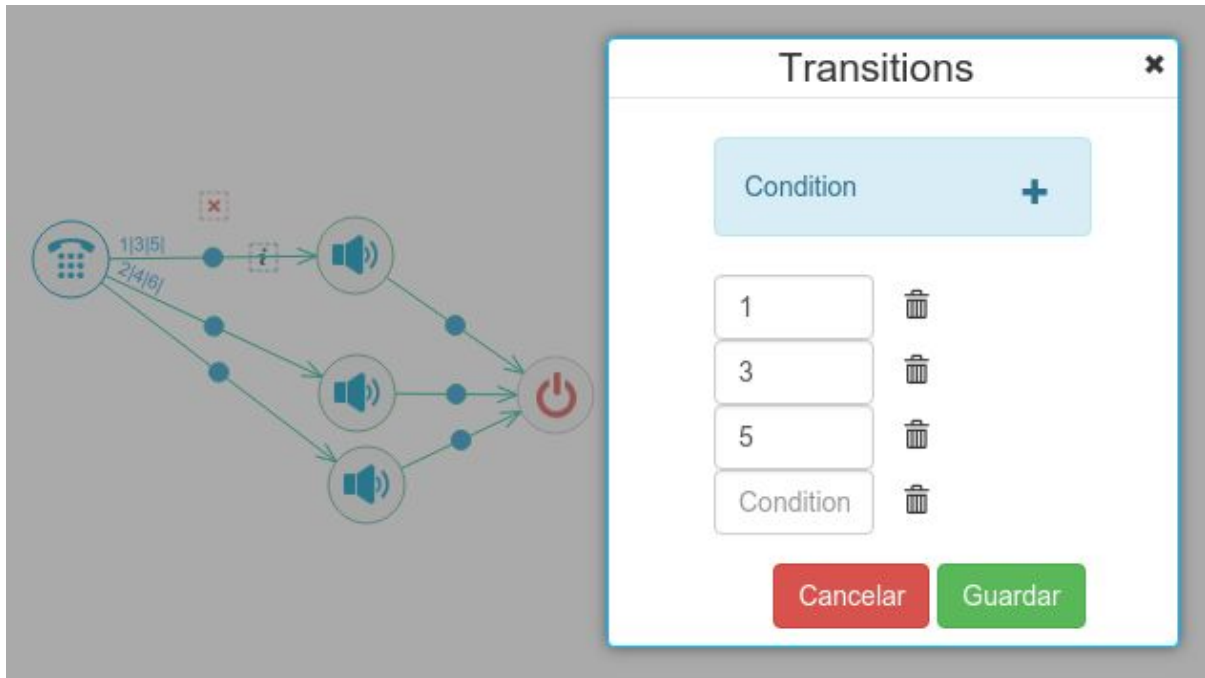 Transitions
Condition
1|3|5|
2|4|6|
1
3
5
Condition
Cancelar Guardar